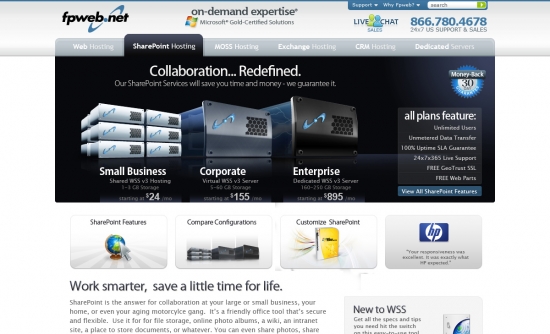 fpweb.net
on-demand expertise®
Microsoft® Gold-Certified Solutions
Support
Why Fpweb?
LIVE CHAT
SALES
866.780.4678
24x7 US SUPPORT & SALES
Web Hosting
SharePoint Hosting
MOSS Hosting
Exchange Hosting
CRM Hosting
Dedicated Servers
Collaboration... Redefined.
Our SharePoint Services will save you time and money - we guarantee it.
Money-Back
30
Small Business
Shared WSS v3 Hosting
1-3 GB Storage
starting at $24 /mo
Corporate
Virtual WSS v3 Server
5-60 GB Storage
starting at $155 /mo
Enterprise
Dedicated WSS v3 Server
160-250 GB Storage
starting at $895 /mo
all plans feature:
Unlimited Users
Unmetered Data Transfer
100% Uptime SLA Guarantee
24x7x365 Live Support
FREE GeoTrust SSL
FREE Web Parts
View All SharePoint Features
SharePoint Features
Compare Configurations
Customize SharePoint
hp
"Your responsiveness was
excellent. It was exactly what
HP expected."
Work smarter, save a little time for life.
SharePoint is the answer for collaboration at your large or small business, your
home, or even your aging motorcycle gang. It's a friendly office tool that's secure
and flexible. Use it for for file storage, online photo albums, a wiki, an intranet
site, a place to store documents, or whatever. You can even share photos, share
New to WSS
Get all the specs and tips
you need hit the switch
on this easy-to-use tool